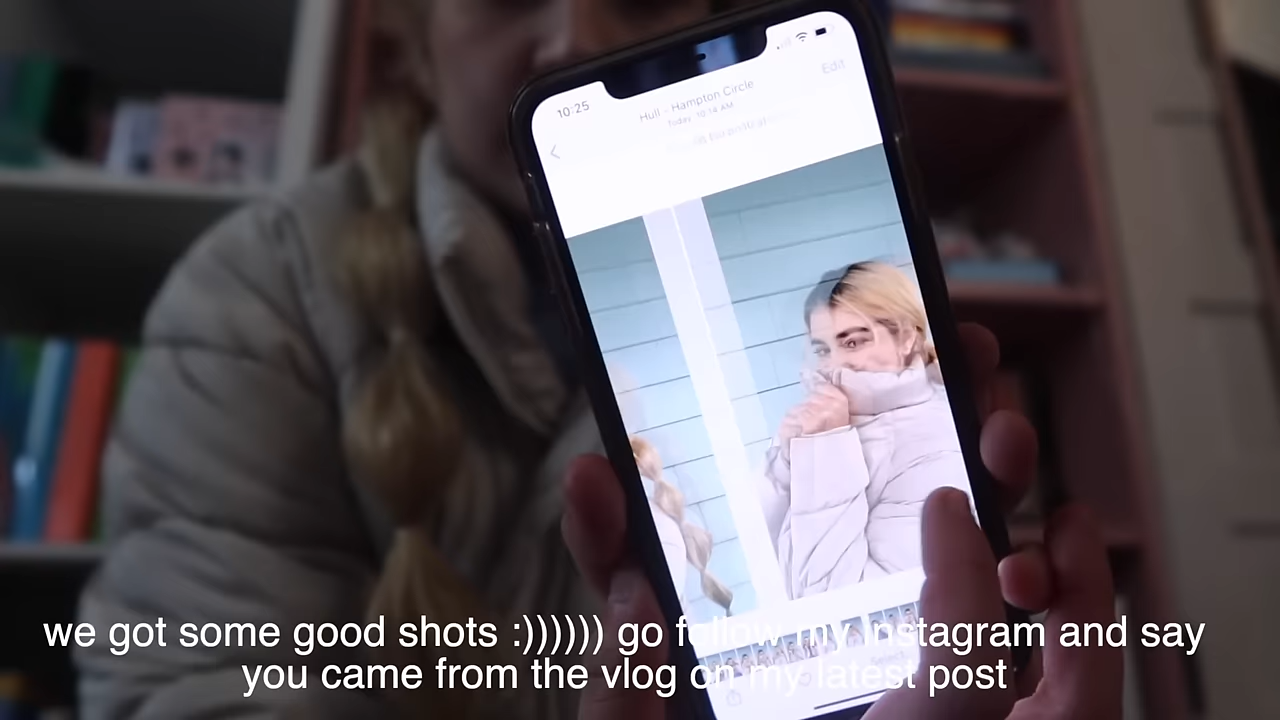 10:25
Edit
Hull - Hampton Circle
Today 10:14 AM
we got some good shots :)))))) go follow my instagram and say
you came from the vlog on my latest post